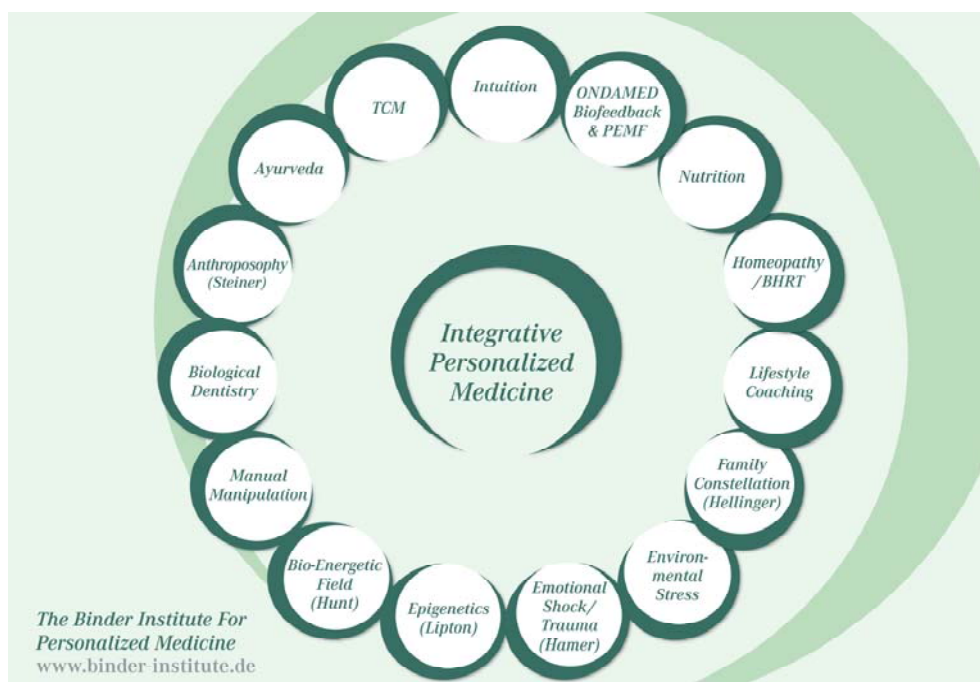 Intuition
ONDAMED
Biofeedback
& PEMF
Nutrition
Homeopathy
/BHRT
Lifestyle
Coaching
Family
Constellation
(Hellinger)
Environ-
mental
Stress
Emotional
Shock/
Trauma
(Hamer)
Epigenetics
(Lipton)
Bio-Energetic
Field
(Hunt)
Manual
Manipulation
Biological
Dentistry
Anthroposophy
(Steiner)
Ayurveda
TCM
Integrative
Personalized
Medicine
The Binder Institute For
Personalized Medicine
www.binder-institute.de